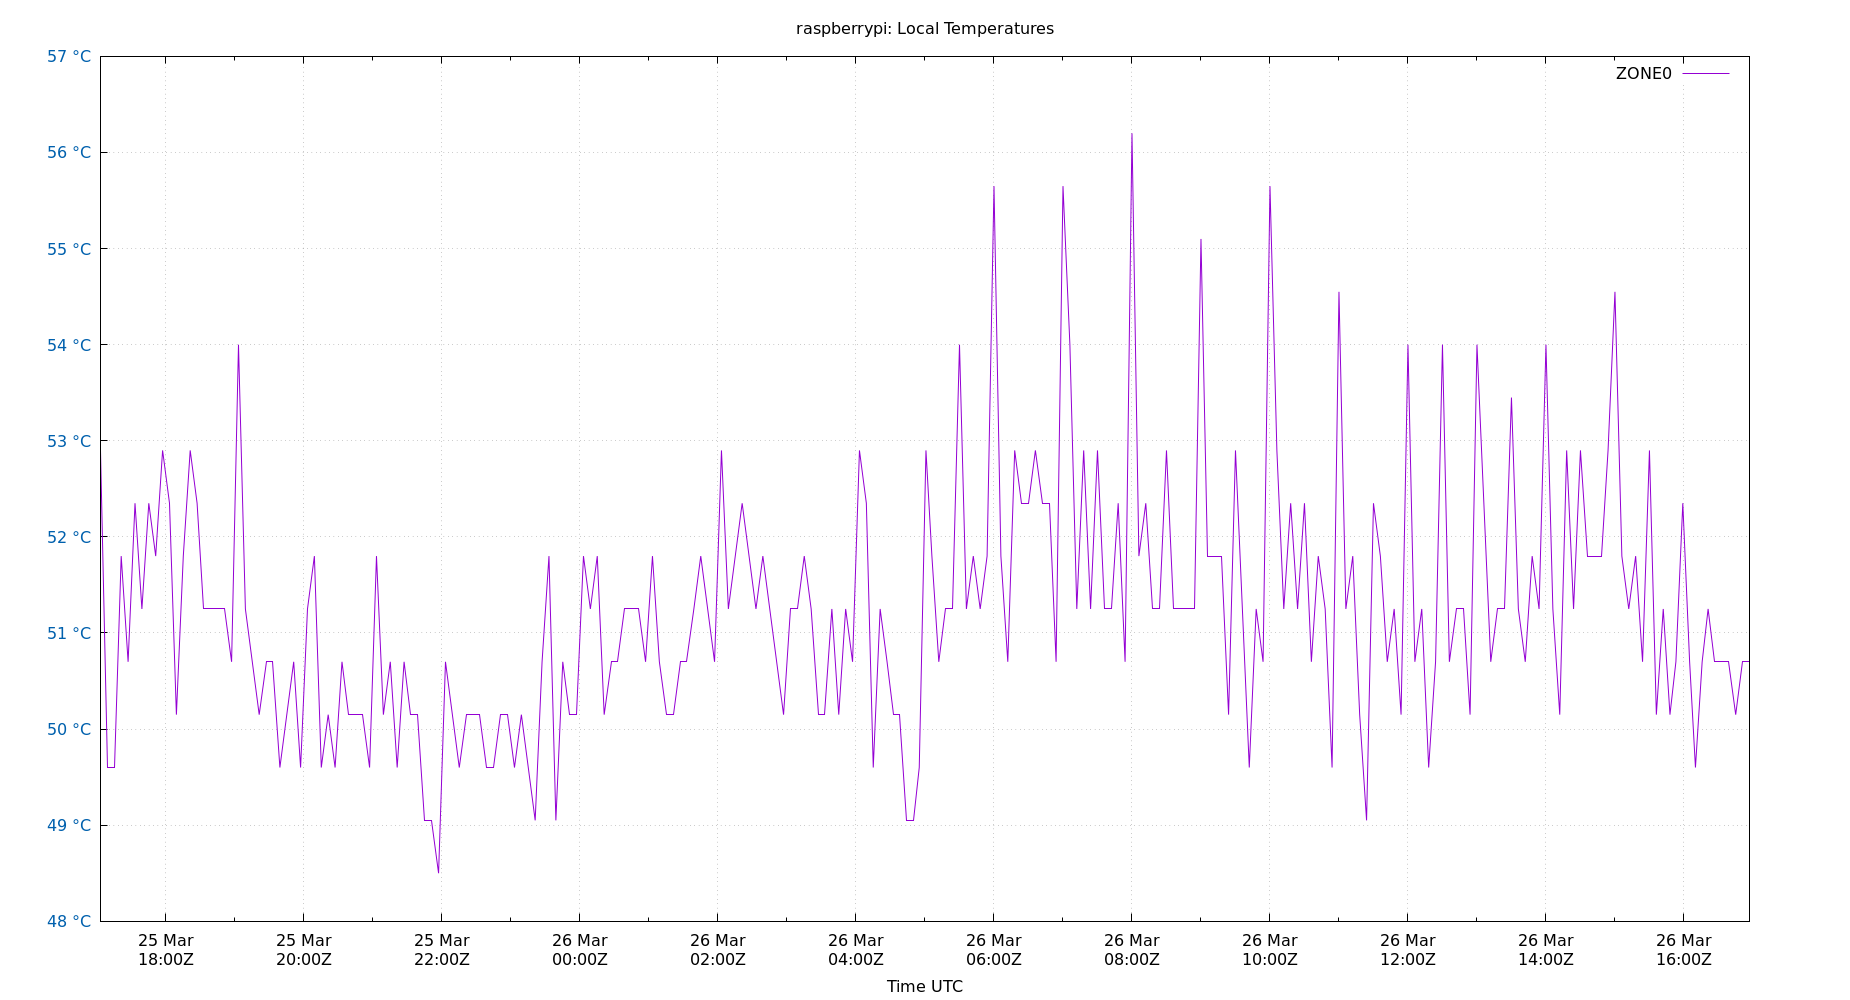 raspberrypi: Local Temperatures
57 °C
ZONE0
56 °C
55 °C
54 °C
53 °C
52 °C
51 °C
50 °C
49 °C
48 °C
25 Mar 25 Mar 25 Mar 26 Mar 26 Mar 26 Mar 26 Mar 26 Mar 26 Mar 26 Mar 26 Mar 26 Mar
18:00Z 20:00Z 22:00Z 00:00Z 02:00Z 04:00Z 06:00Z 08:00Z 10:00Z 12:00Z 14:00Z 16:00Z
Time UTC